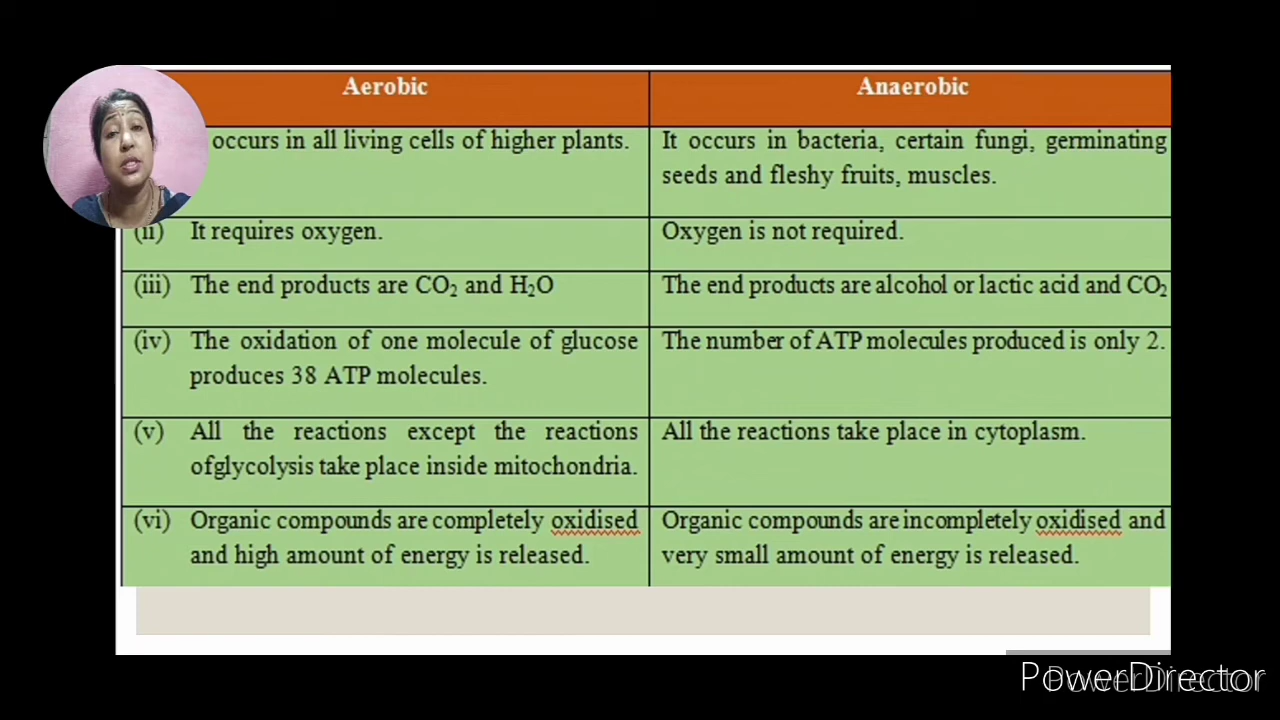 Aerobic
Anaerobic
occurs in all living cells of higher plants.
It occurs in bacteria, certain fungi, germinating
seeds and fleshy fruits, muscles.
(ii) It requires oxygen.
Oxygen is not required.
(iii) The end products are CO₂ and H₂O
The end products are alcohol or lactic acid and CO₂
(iv) The oxidation of one molecule of glucose
produces 38 ATP molecules.
The number of ATP molecules produced is only 2.
(v) All the reactions except the reactions
ofglycolysis take place inside mitochondria.
All the reactions take place in cytoplasm.
(vi) Organic compounds are completely oxidised
and high amount of energy is released.
Organic compounds are incompletely oxidised and
very small amount of energy is released.
PowerDirector
PowerDirector